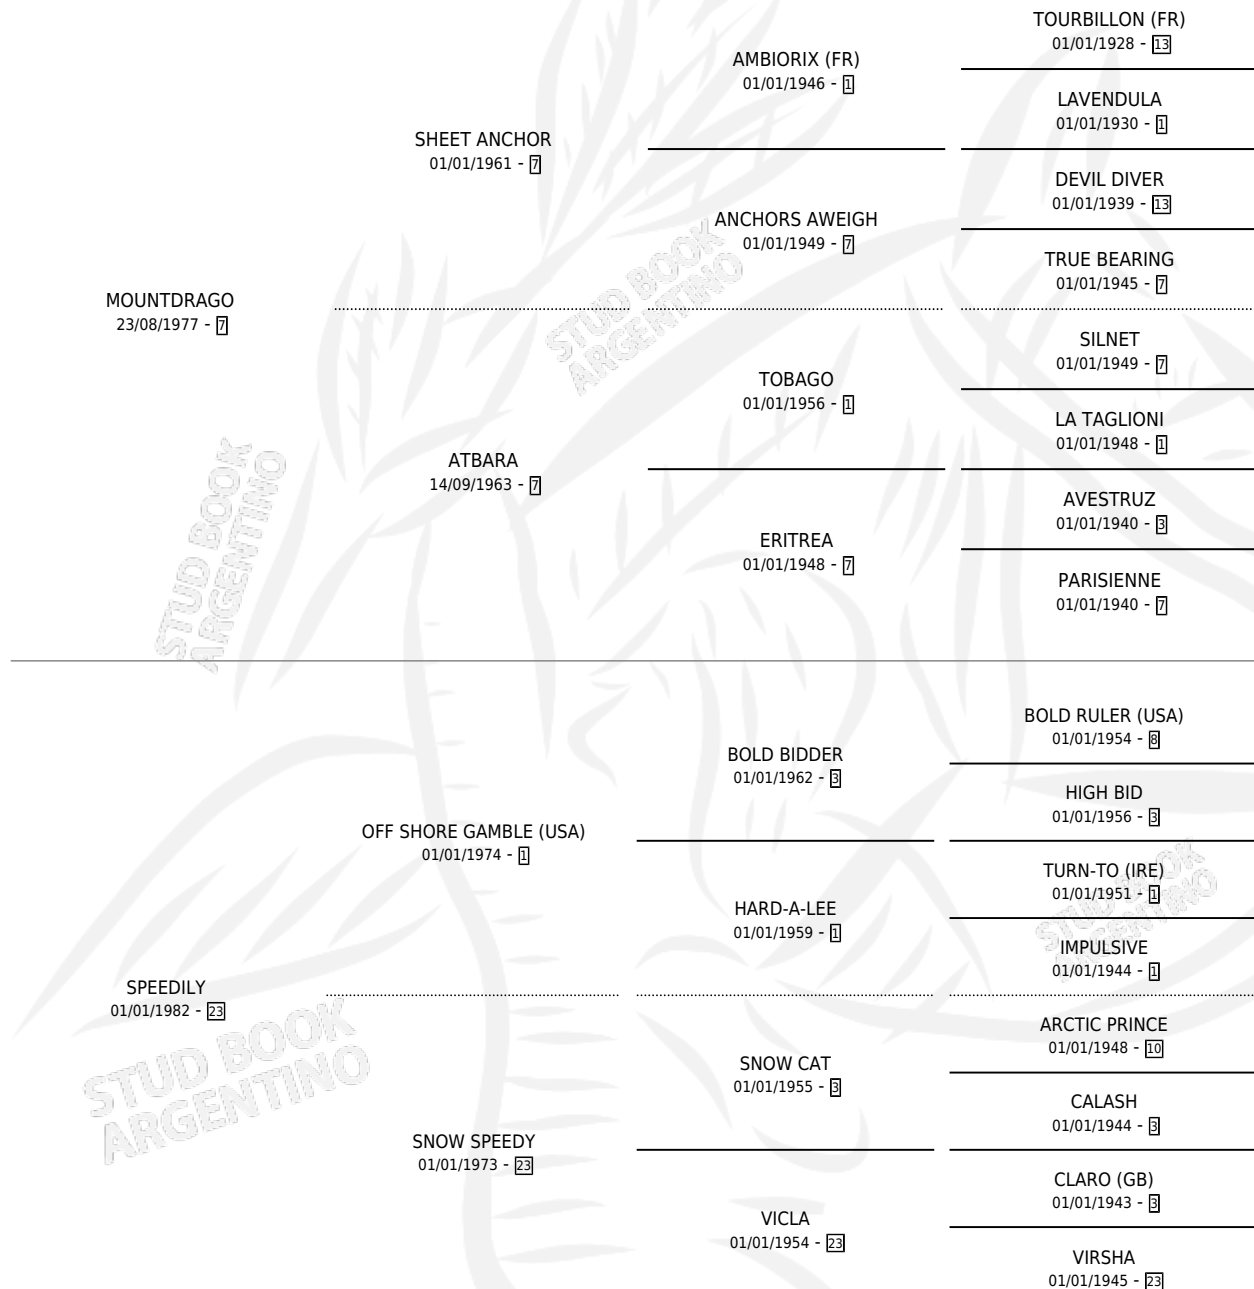 TOURBILLON (FR)
01/01/1928 - 13
AMBIORIX (FR)
01/01/1946 - 1
LAVENDULA
01/01/1930 - 1
SHEET ANCHOR
01/01/1961 - 7
DEVIL DIVER
01/01/1939 - 13
ANCHORS AWEIGH
01/01/1949 - 7
TRUE BEARING
01/01/1945 - 7
MOUNTDRAGO
23/08/1977 - 7
STUD BOOK
ARGENTINO
SILNET
01/01/1949 - 7
TOBAGO
01/01/1956 - 1
LA TAGLIONI
01/01/1948 - 1
ATBARA
14/09/1963 - 7
AVESTRUZ
01/01/1940 - 3
ERITREA
01/01/1948 - 7
PARISIENNE
01/01/1940 - 7
STUD BOOK
ARGENTINO
BOLD RULER (USA)
01/01/1954 - 8
BOLD BIDDER
01/01/1962 - 3
HIGH BID
01/01/1956 - 3
OFF SHORE GAMBLE (USA)
01/01/1974 - 1
TURN-TO (IRE)
01/01/1951 - 1
HARD-A-LEE
01/01/1959 - 1
STUD BOOK
ARGENTINO
IMPULSIVE
01/01/1944 - 1
SPEEDILY
01/01/1982 - 23
ARCTIC PRINCE
01/01/1948 - 10
SNOW CAT
01/01/1955 - 3
STUD BOOK
ARGENTINO
CALASH
01/01/1944 - 3
SNOW SPEEDY
01/01/1973 - 23
CLARO (GB)
01/01/1943 - 3
VICLA
01/01/1954 - 23
VIRSHA
01/01/1945 - 23